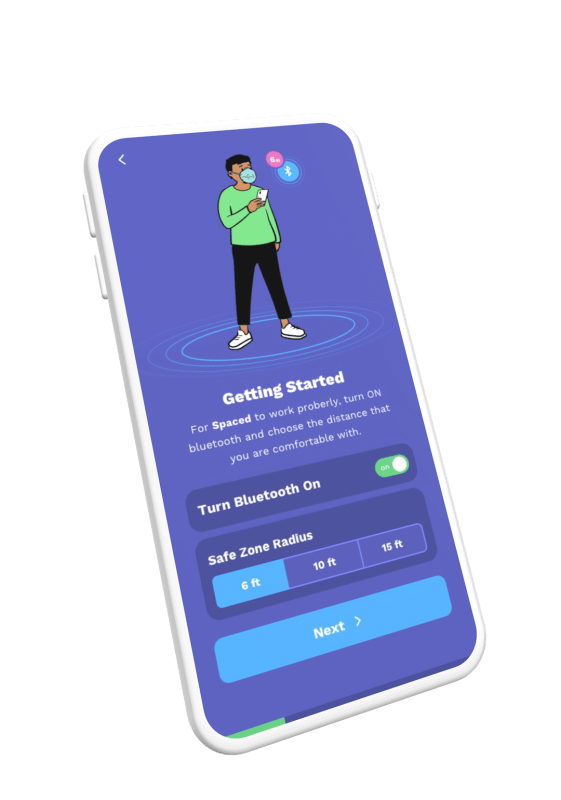 6ft
Getting Started
For Spaced to work proberly, turn ON
bluetooth and choose the distance that
you are comfortable with.
Turn Bluetooth On
on
Safe Zone Radius
6 ft
10 ft
15 ft
Next